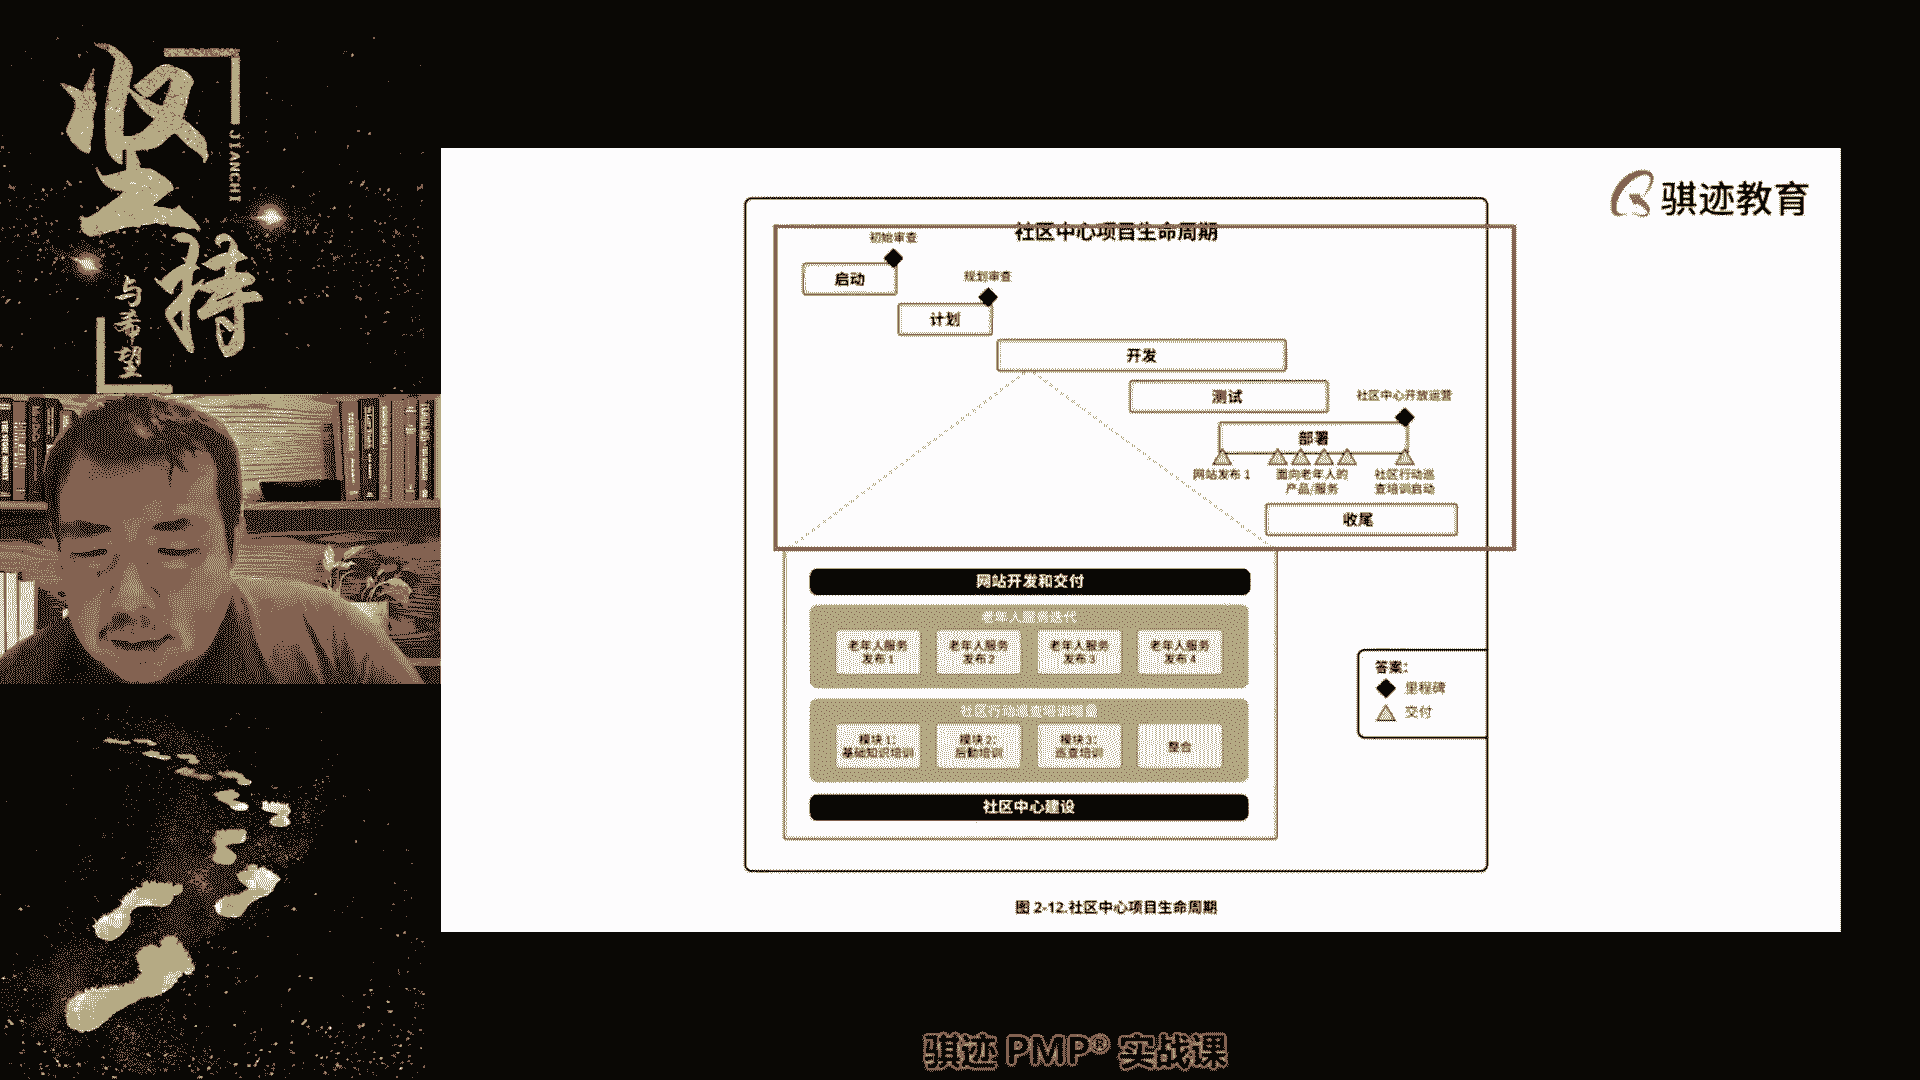 坚持
JIANCHI
与希望
骐迹教育
社区中心项目生命周期
初始审查
启动
规划审查
计划
开发
测试
社区中心开放运营
部署
网站发布 1
面向老年人的
产品/服务
社区行动巡
查培训启动
收尾
网站开发和交付
老年人服务迭代
老年人服务
发布 1
老年人服务
发布 2
老年人服务
发布 3
老年人服务
发布 4
社区行动巡查培训增量
模块 1：
基础知识培训
模块 2：
后勤培训
模块 3：
巡查培训
整合
社区中心建设
答案：
里程碑
交付
图 2-12.社区中心项目生命周期
骐迹 PMP® 实战课